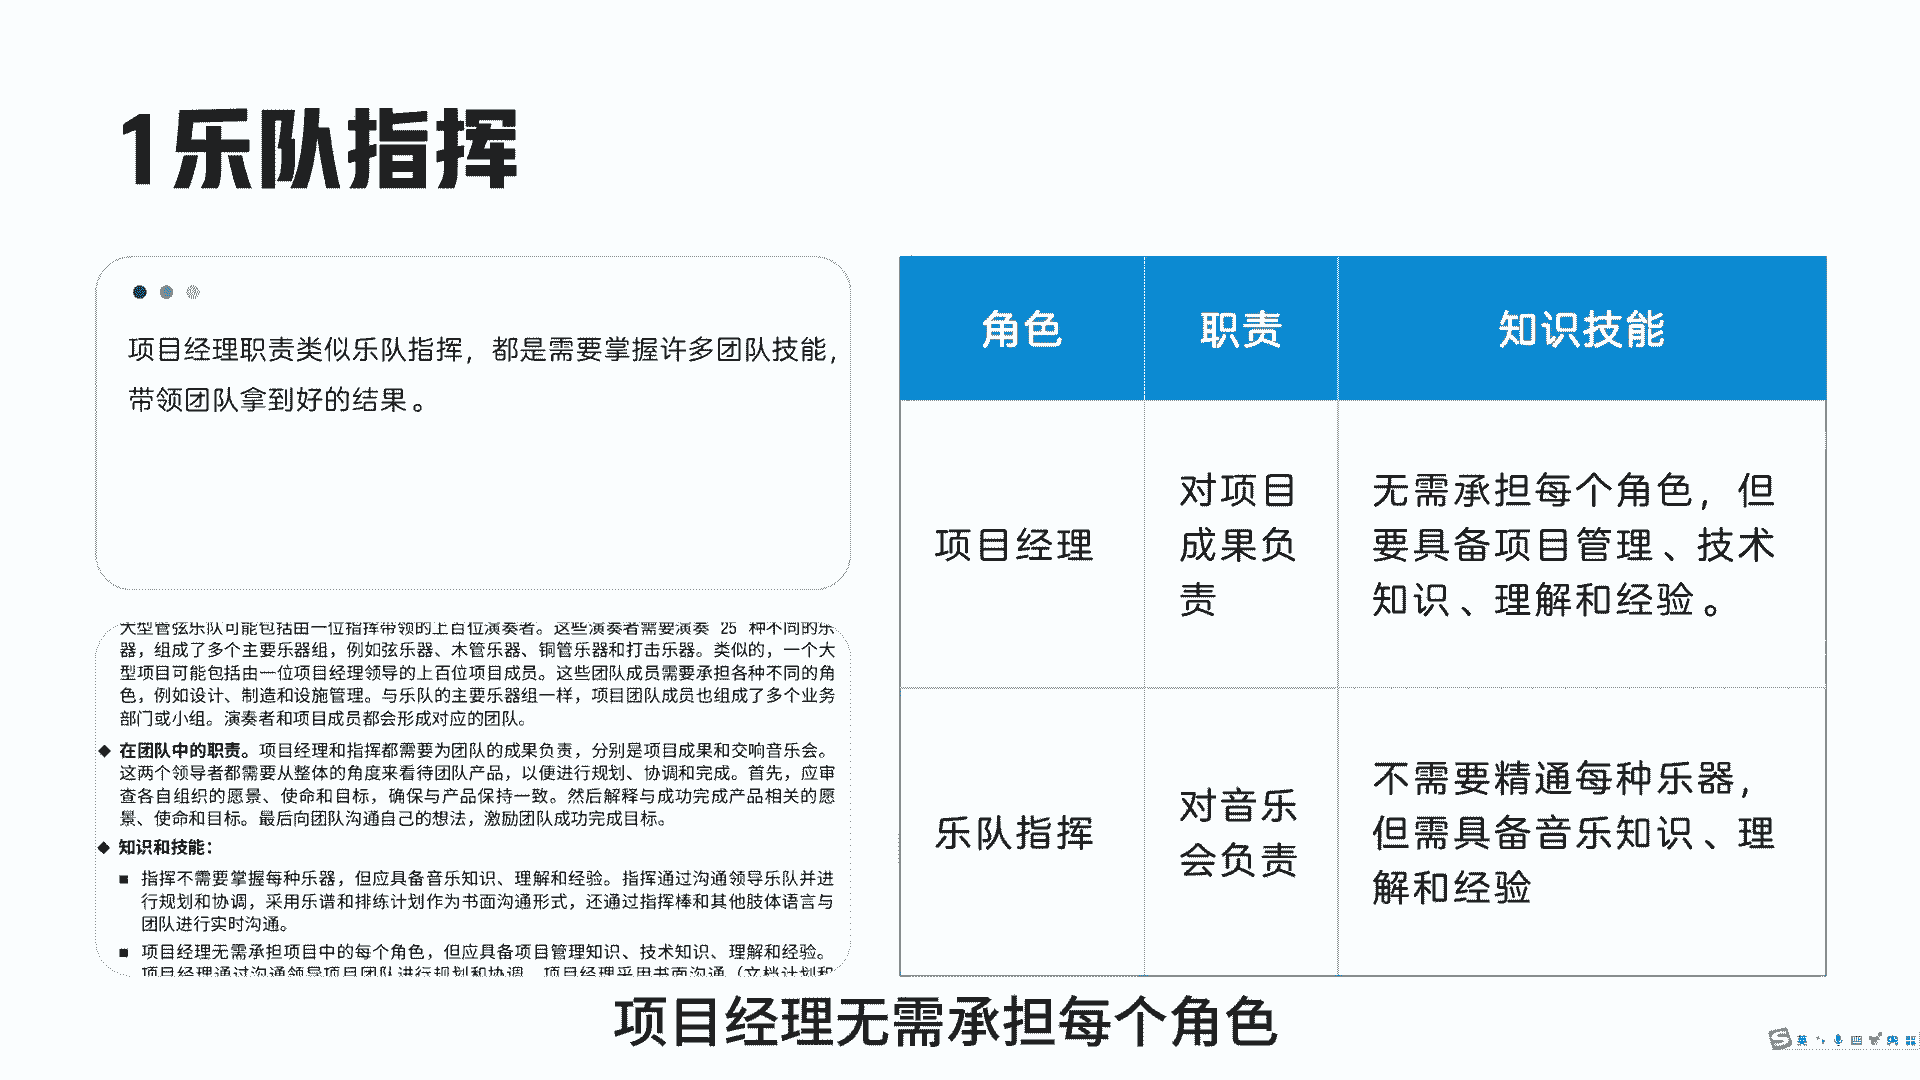 1乐队指挥
项目经理职责类似乐队指挥，都是需要掌握许多团队技能，
带领团队拿到好的结果。
大型管弦乐队可能包括由一位指挥带领的上百位演奏者。这些演奏者需要演奏 25 种不同的乐
器，组成了多个主要乐器组，例如弦乐器、木管乐器、铜管乐器和打击乐器。类似的，一个大
型项目可能包括由一位项目经理领导的上百位项目成员。这些团队成员需要承担各种不同的角
色，例如设计、制造和设施管理。与乐队的主要乐器组一样，项目团队成员也组成了多个业务
部门或小组。演奏者和项目成员都会形成对应的团队。
◆ 在团队中的职责。项目经理和指挥都需要为团队的成果负责，分别是项目成果和交响音乐会。
这两个领导者都需要从整体的角度来看待团队产品，以便进行规划、协调和完成。首先，应审
查各自组织的愿景、使命和目标，确保与产品保持一致。然后解释与成功完成产品相关的愿
景、使命和目标。最后向团队沟通自己的想法，激励团队成功完成目标。
◆ 知识和技能：
■ 指挥不需要掌握每种乐器，但应具备音乐知识、理解和经验。指挥通过沟通领导乐队并进
行规划和协调，采用乐谱和排练计划作为书面沟通形式，还通过指挥棒和其他肢体语言与
团队进行实时沟通。
■ 项目经理无需承担项目中的每个角色，但应具备项目管理知识、技术知识、理解和经验。
项目经理通过沟通领导项目团队进行规划和协调。项目经理采用书面沟通（文档计划和
角色
职责
知识技能
项目经理
对项目
成果负
责
无需承担每个角色，但
要具备项目管理、技术
知识、理解和经验。
乐队指挥
对音乐
会负责
不需要精通每种乐器，
但需具备音乐知识、理
解和经验
项目经理无需承担每个角色
英